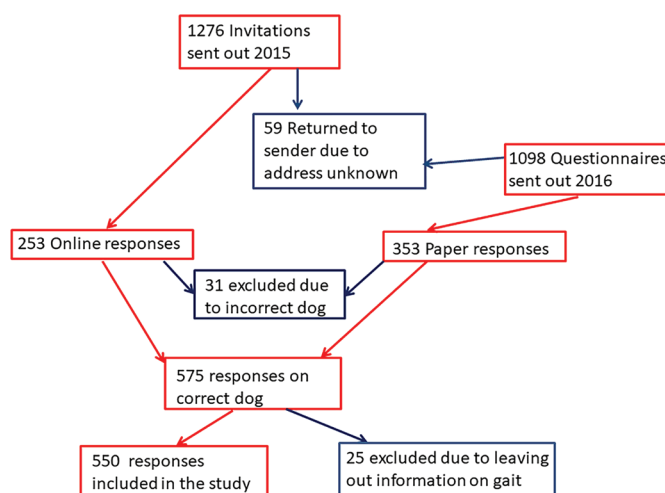 1276 Invitations
sent out 2015
59 Returned to
sender due to
address unknown
1098 Questionnaires
sent out 2016
253 Online responses
353 Paper responses
31 excluded due
to incorrect dog
575 responses on
correct dog
550 responses
included in the study
25 excluded due to leaving
out information on gait